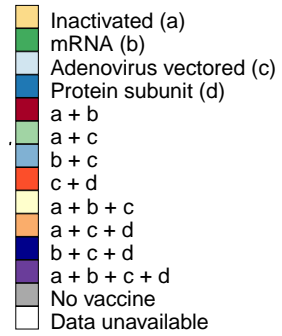 Inactivated (a)
mRNA (b)
Adenovirus vectored (c)
Protein subunit (d)
a + b
a + c
b + c
c + d
a + b + c
a + c + d
b + c + d
a + b + c + d
No vaccine
Data unavailable